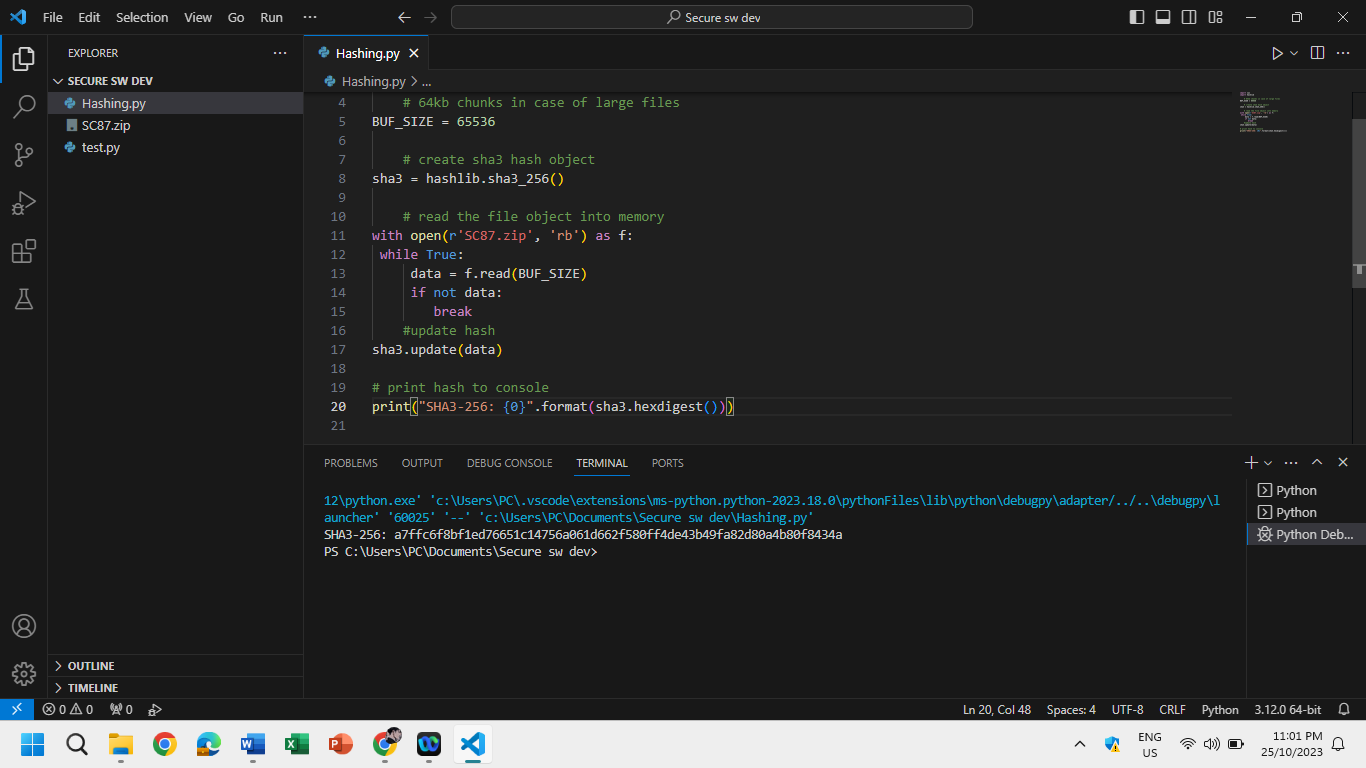 File Edit Selection View Go Run ··· Secure sw dev
EXPLORER ···
SECURE SW DEV
Hashing.py
SC87.zip
test.py
OUTLINE
TIMELINE
Hashing.py
Hashing.py > ...
4 # 64kb chunks in case of large files
5 BUF_SIZE = 65536
6
7 # create sha3 hash object
8 sha3 = hashlib.sha3_256()
9
10 # read the file object into memory
11 with open(r'SC87.zip', 'rb') as f:
12 while True:
13 data = f.read(BUF_SIZE)
14 if not data:
15 break
16 #update hash
17 sha3.update(data)
18
19 # print hash to console
20 print("SHA3-256: {0}".format(sha3.hexdigest()))
21
PROBLEMS OUTPUT DEBUG CONSOLE TERMINAL PORTS
12\python.exe' 'c:\Users\PC\.vscode\extensions\ms-python.python-2023.18.0\pythonFiles\lib\python\debugpy\adapter/../..\debugpy\l
auncher' '60025' '--' 'c:\Users\PC\Documents\Secure sw dev\Hashing.py'
SHA3-256: a7ffc6f8bf1ed76651c14756a061d662f580ff4de43b49fa82d80a4b80f8434a
PS C:\Users\PC\Documents\Secure sw dev>
Python
Python
Python Deb...
0 0 0 Ln 20, Col 48 Spaces: 4 UTF-8 CRLF Python 3.12.0 64-bit
ENG
US
11:01 PM
25/10/2023